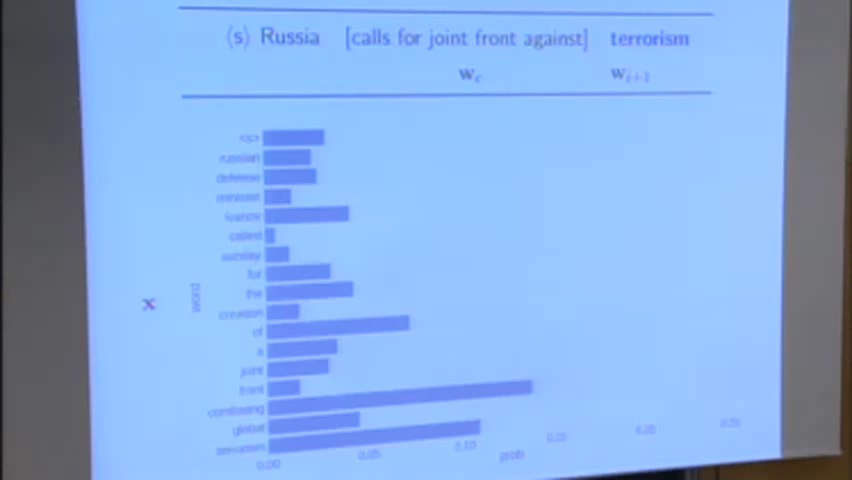 ⟨s⟩ Russia [calls for joint front against] terrorism
w_c w_{i+1}
<s>
russian
defense
minister
ivanov
called
sunday
for
the
creation
of
a
joint
front
combating
global
terrorism
word
x
0.00 0.05 0.10 0.15 0.20 0.25
prob